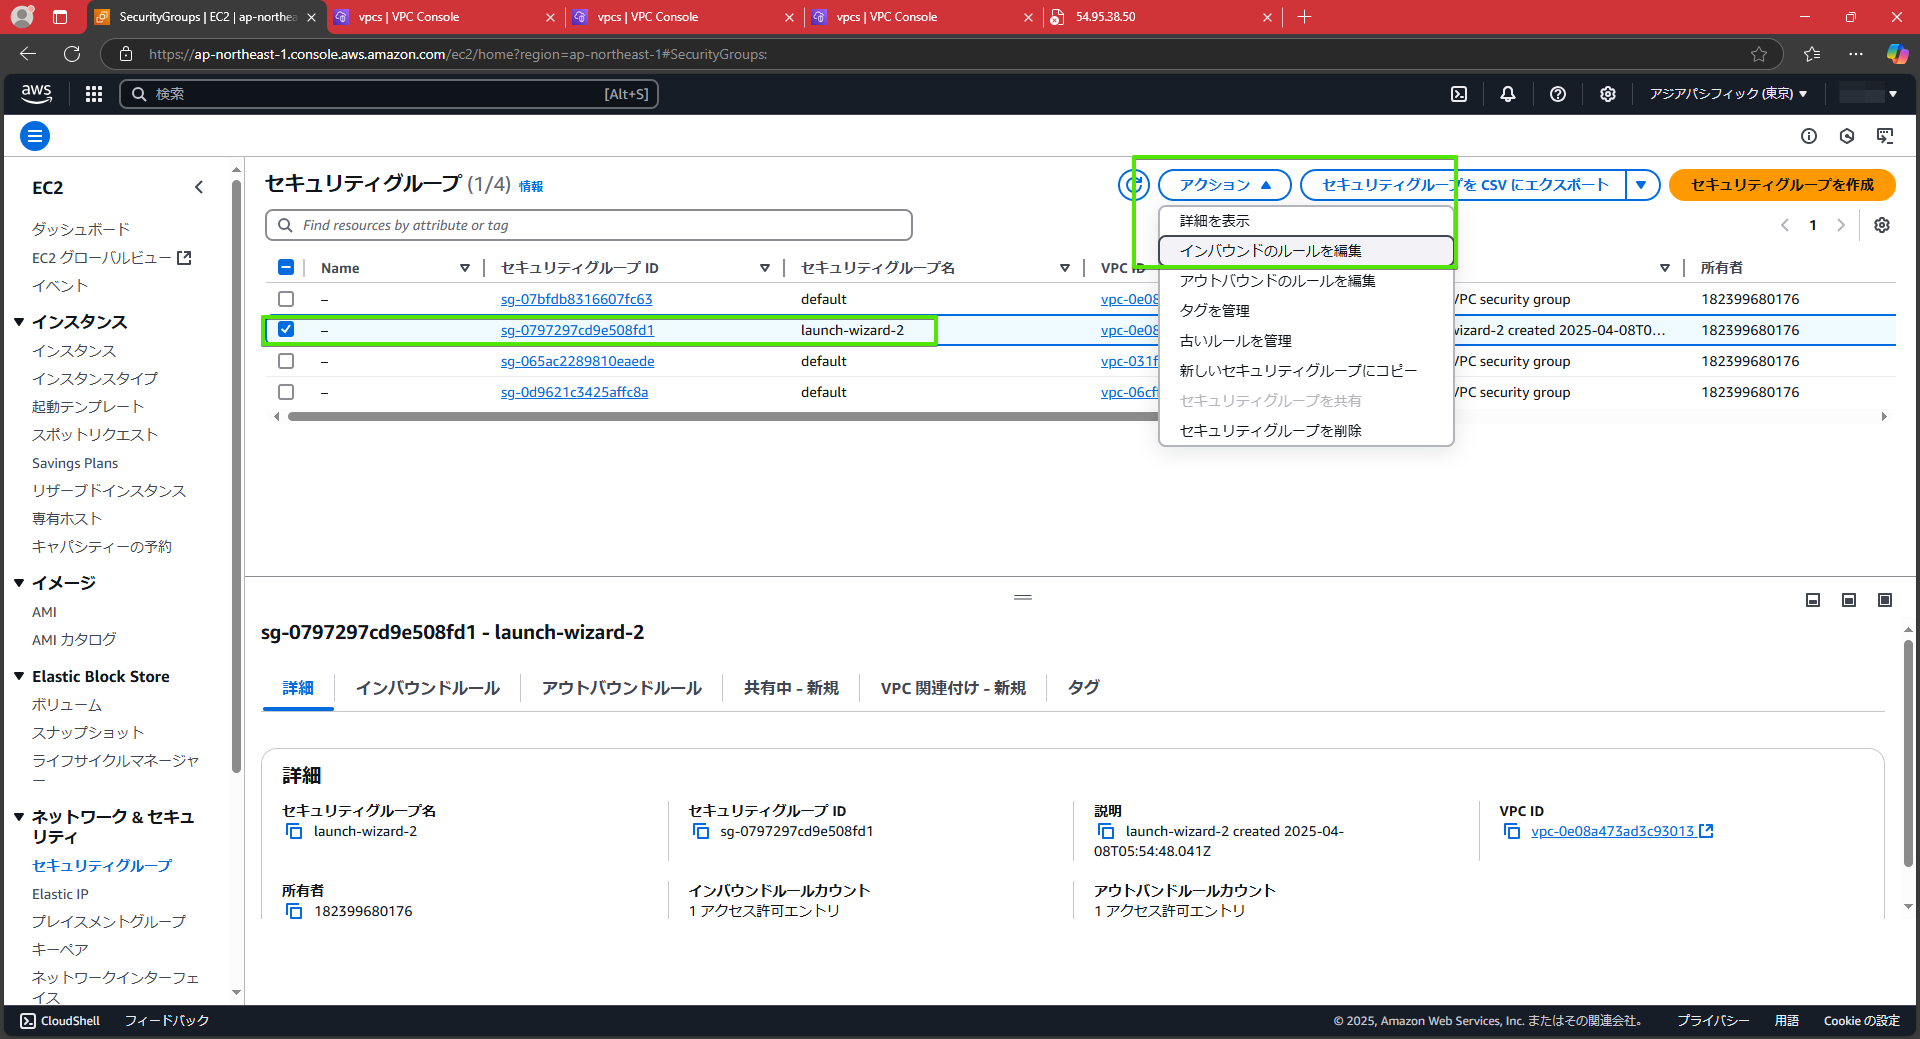 SecurityGroups | EC2 | ap-northea
vpcs | VPC Console
vpcs | VPC Console
vpcs | VPC Console
54.95.38.50
https://ap-northeast-1.console.aws.amazon.com/ec2/home?region=ap-northeast-1#SecurityGroups:
aws
検索
[Alt+S]
アジアパシフィック (東京)
EC2
ダッシュボード
EC2 グローバルビュー
イベント
インスタンス
インスタンス
インスタンスタイプ
起動テンプレート
スポットリクエスト
Savings Plans
リザーブドインスタンス
専有ホスト
キャパシティーの予約
イメージ
AMI
AMI カタログ
Elastic Block Store
ボリューム
スナップショット
ライフサイクルマネージャ
ー
ネットワーク & セキュ
リティ
セキュリティグループ
Elastic IP
プレイスメントグループ
キーペア
ネットワークインターフェ
イス
セキュリティグループ (1/4) 情報
アクション
セキュリティグループを CSV にエクスポート
セキュリティグループを作成
Find resources by attribute or tag
1
Name
セキュリティグループ ID
セキュリティグループ名
VPC ID
所有者
– sg-07bfdb8316607fc63 default vpc-0e08 VPC security group 182399680176
– sg-0797297cd9e508fd1 launch-wizard-2 vpc-0e08 wizard-2 created 2025-04-08T0... 182399680176
– sg-065ac2289810eaede default vpc-031f VPC security group 182399680176
– sg-0d9621c3425affc8a default vpc-06cf VPC security group 182399680176
詳細を表示
インバウンドのルールを編集
アウトバウンドのルールを編集
タグを管理
古いルールを管理
新しいセキュリティグループにコピー
セキュリティグループを共有
セキュリティグループを削除
sg-0797297cd9e508fd1 - launch-wizard-2
詳細
インバウンドルール
アウトバウンドルール
共有中 – 新規
VPC 関連付け – 新規
タグ
詳細
セキュリティグループ名
launch-wizard-2
セキュリティグループ ID
sg-0797297cd9e508fd1
説明
launch-wizard-2 created 2025-04-
08T05:54:48.041Z
VPC ID
vpc-0e08a473ad3c93013
所有者
182399680176
インバウンドルールカウント
1 アクセス許可エントリ
アウトバンドルールカウント
1 アクセス許可エントリ
CloudShell
フィードバック
© 2025, Amazon Web Services, Inc. またはその関連会社。
プライバシー
用語
Cookie の設定